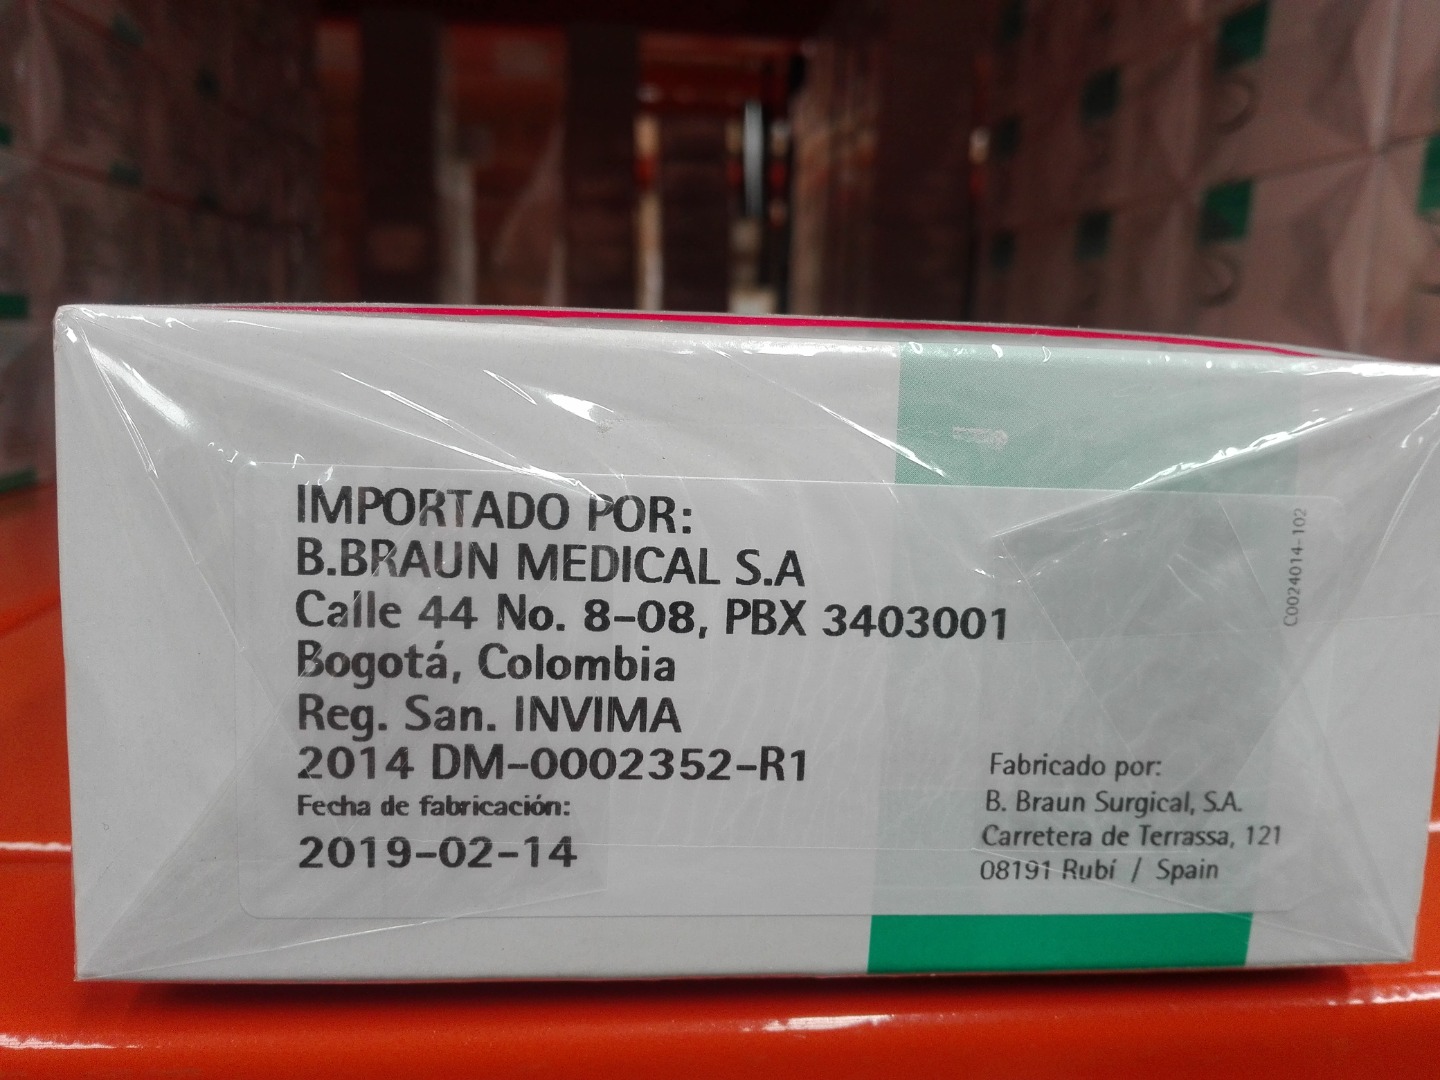 IMPORTADO POR:
B.BRAUN MEDICAL S.A
Calle 44 No. 8-08, PBX 3403001
Bogotá, Colombia
Reg. San. INVIMA
2014 DM-0002352-R1
Fecha de fabricación:
2019-02-14
Fabricado por:
B. Braun Surgical, S.A.
Carretera de Terrassa, 121
08191 Rubí / Spain
C0024014-102